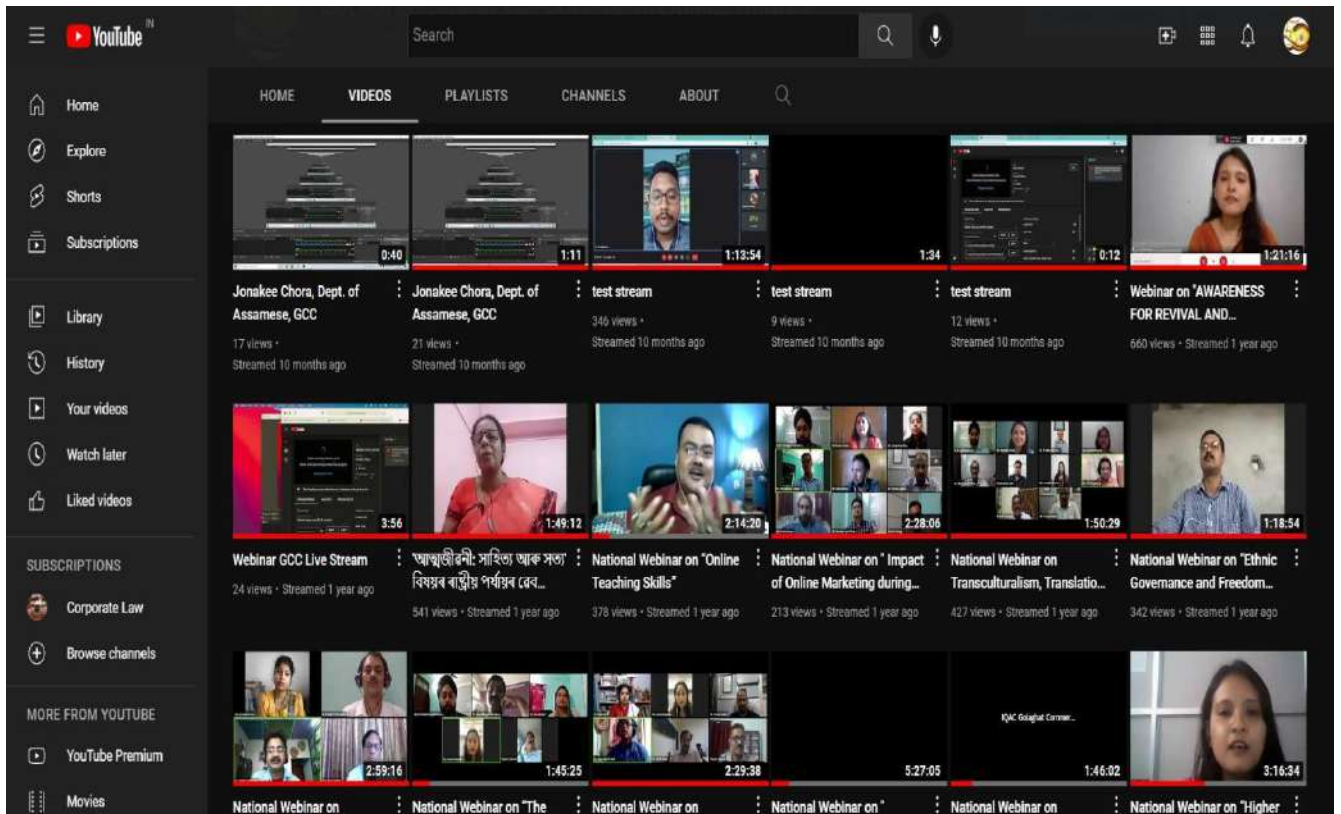 YouTube IN
Search
Home
Explore
Shorts
Subscriptions
Library
History
Your videos
Watch later
Liked videos
SUBSCRIPTIONS
Corporate Law
Browse channels
MORE FROM YOUTUBE
YouTube Premium
Movies
HOME VIDEOS PLAYLISTS CHANNELS ABOUT
0:40
Jonakee Chora, Dept. of
Assamese, GCC
17 views •
Streamed 10 months ago
1:11
Jonakee Chora, Dept. of
Assamese, GCC
21 views •
Streamed 10 months ago
1:13:54
test stream
346 views •
Streamed 10 months ago
1:34
test stream
9 views •
Streamed 10 months ago
0:12
test stream
12 views •
Streamed 10 months ago
1:21:16
Webinar on "AWARENESS
FOR REVIVAL AND...
660 views • Streamed 1 year ago
3:56
Webinar GCC Live Stream
24 views • Streamed 1 year ago
1:49:12
'আত্মজীৱনী: সাহিত্য আৰু সত্য'
বিষয়ৰ ৰাষ্ট্ৰীয় পৰ্যায়ৰ ৱেব...
541 views • Streamed 1 year ago
2:14:20
National Webinar on "Online
Teaching Skills"
378 views • Streamed 1 year ago
2:28:06
National Webinar on " Impact
of Online Marketing during...
213 views • Streamed 1 year ago
1:50:29
National Webinar on
Transculturalism, Translatio...
427 views • Streamed 1 year ago
1:18:54
National Webinar on "Ethnic
Governance and Freedom...
342 views • Streamed 1 year ago
2:59:16
National Webinar on
1:45:25
National Webinar on "The
2:29:38
National Webinar on
5:27:05
National Webinar on "
IQAC Golaghat Commer...
1:46:02
National Webinar on
3:16:34
National Webinar on "Higher